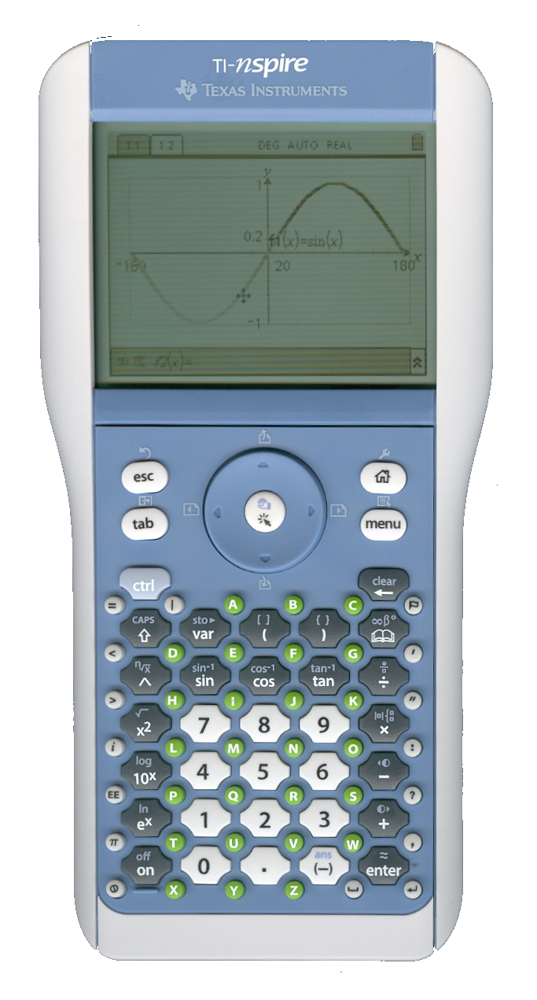 TI-nspire
TEXAS INSTRUMENTS
1.1 1.2 DEG AUTO REAL
y
1
0.2 f1(x)=sin(x)
-180 20 180 x
-1
f2(x)=
esc
tab menu
ctrl clear
= | A B C
CAPS sto▸ [ ] { } ∞β°
var ( )
< D E F G ′
ⁿ√x sin⁻¹ cos⁻¹ tan⁻¹
^ sin cos tan ÷
> H I J K ″
√
x² 7 8 9 ×
i L M N O :
log
10ˣ 4 5 6 −
EE P Q R S ?
ln
eˣ 1 2 3 +
π T U V W ,
off ans ≈
on 0 . (−) enter
X Y Z